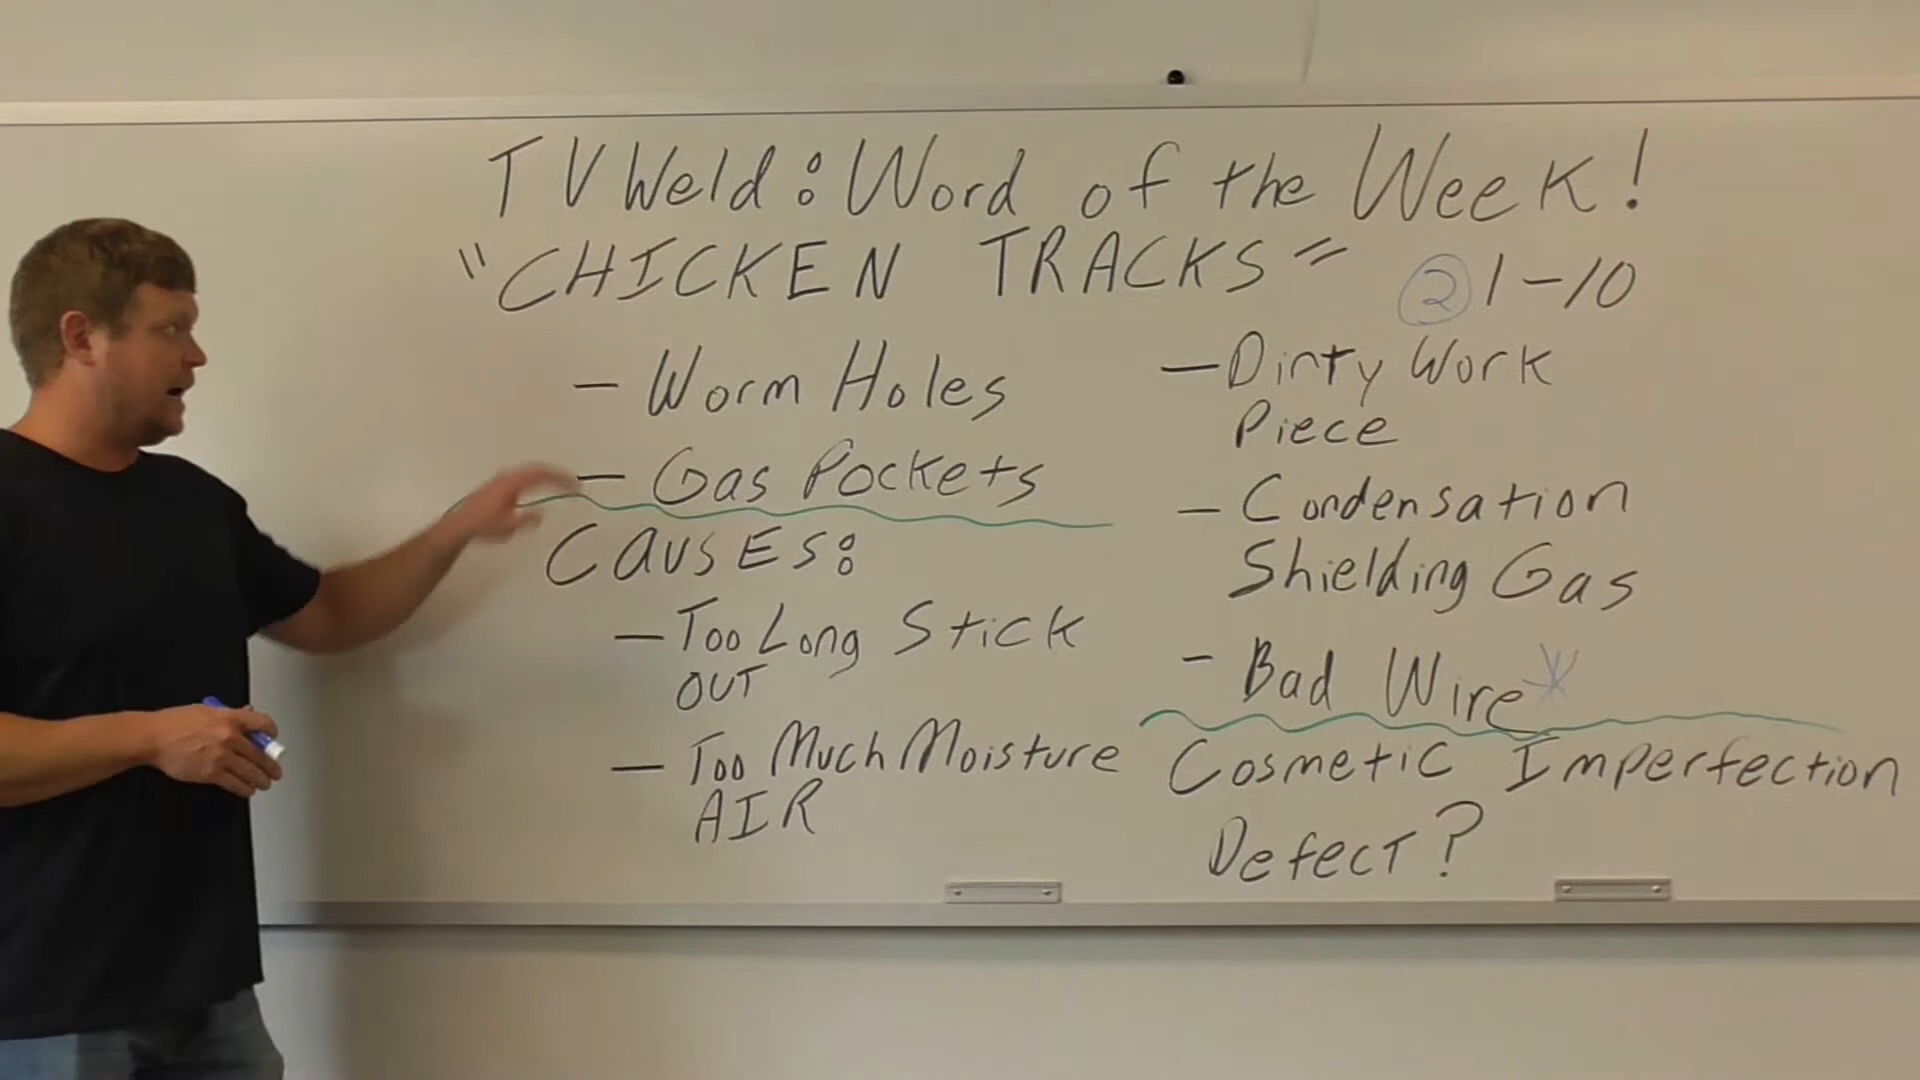 TV Weld: Word of the Week!
"CHICKEN TRACKS" 2 1-10
- Worm Holes
- Gas Pockets
CAUSES:
- Too Long Stick
OUT
- Too Much Moisture
AIR
- Dirty Work
Piece
- Condensation
Shielding Gas
- Bad Wire*
Cosmetic Imperfection
Defect?